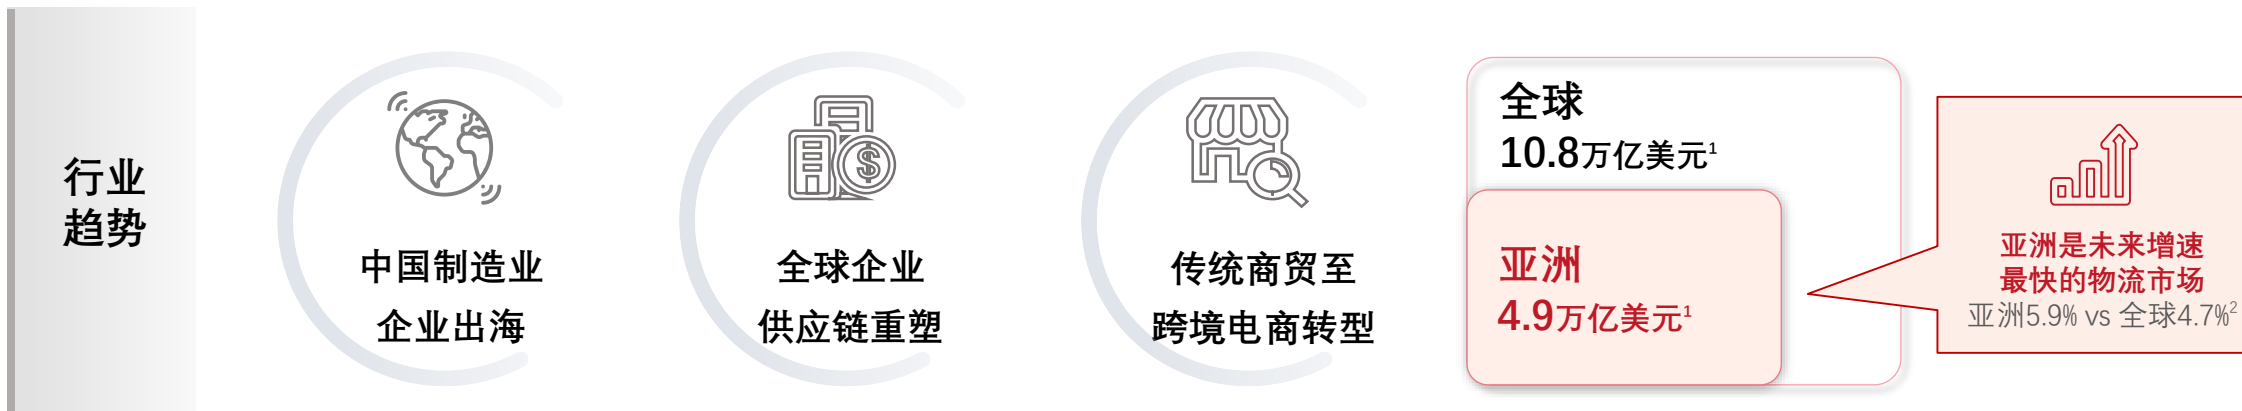 行业
趋势
中国制造业
企业出海
全球企业
供应链重塑
传统商贸至
跨境电商转型
全球
10.8万亿美元¹
亚洲
4.9万亿美元¹
亚洲是未来增速
最快的物流市场
亚洲5.9% vs 全球4.7%²